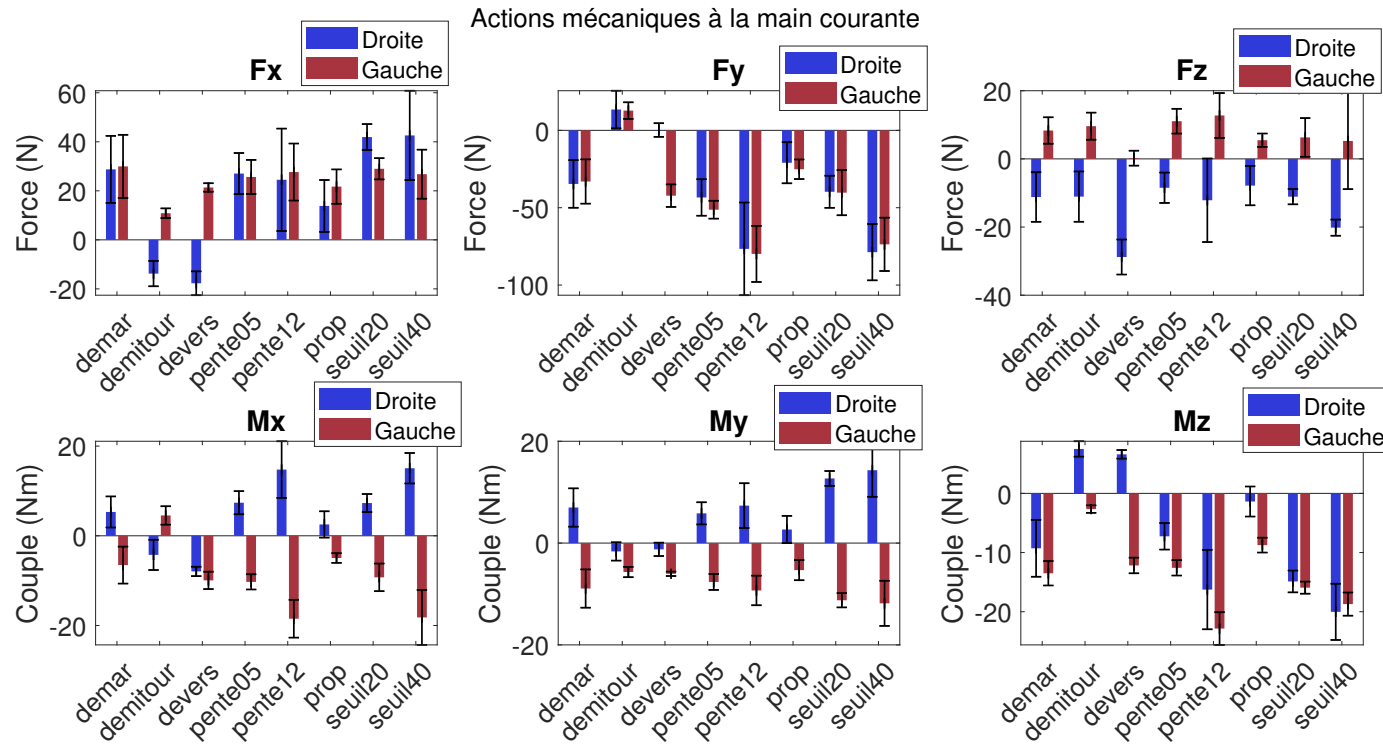 Actions mécaniques à la main courante
Fx
Droite
Gauche
Force (N)
60
40
20
0
-20
demar
demitour
devers
pente05
pente12
prop
seuil20
seuil40
Fy
Droite
Gauche
Force (N)
0
-50
-100
demar
demitour
devers
pente05
pente12
prop
seuil20
seuil40
Fz
Droite
Gauche
Force (N)
20
0
-20
-40
demar
demitour
devers
pente05
pente12
prop
seuil20
seuil40
Mx
Droite
Gauche
Couple (Nm)
20
0
-20
demar
demitour
devers
pente05
pente12
prop
seuil20
seuil40
My
Droite
Gauche
Couple (Nm)
20
0
-20
demar
demitour
devers
pente05
pente12
prop
seuil20
seuil40
Mz
Droite
Gauche
Couple (Nm)
0
-10
-20
demar
demitour
devers
pente05
pente12
prop
seuil20
seuil40